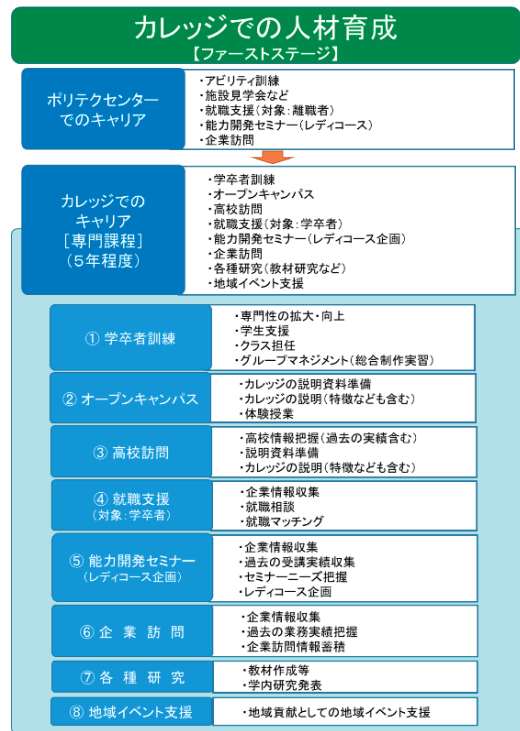 カレッジでの人材育成
【ファーストステージ】
ポリテクセンター
でのキャリア
・アビリティ訓練
・施設見学会など
・就職支援(対象:離職者)
・能力開発セミナー(レディコース)
・企業訪問
カレッジでの
キャリア
[専門課程]
(5年程度)
・学卒者訓練
・オープンキャンパス
・高校訪問
・就職支援(対象:学卒者)
・能力開発セミナー(レディコース企画)
・企業訪問
・各種研究(教材研究など)
・地域イベント支援
① 学卒者訓練
・専門性の拡大・向上
・学生支援
・クラス担任
・グループマネジメント(総合制作実習)
② オープンキャンパス
・カレッジの説明資料準備
・カレッジの説明(特徴なども含む)
・体験授業
③ 高校訪問
・高校情報把握(過去の実績含む)
・説明資料準備
・カレッジの説明(特徴なども含む)
④ 就職支援
(対象:学卒者)
・企業情報収集
・就職相談
・就職マッチング
⑤ 能力開発セミナー
(レディコース企画)
・企業情報収集
・過去の受講実績収集
・セミナーニーズ把握
・レディコース企画
⑥ 企 業 訪 問
・企業情報収集
・過去の業務実績把握
・企業訪問情報蓄積
⑦ 各 種 研 究
・教材作成等
・学内研究発表
⑧ 地域イベント支援
・地域貢献としての地域イベント支援